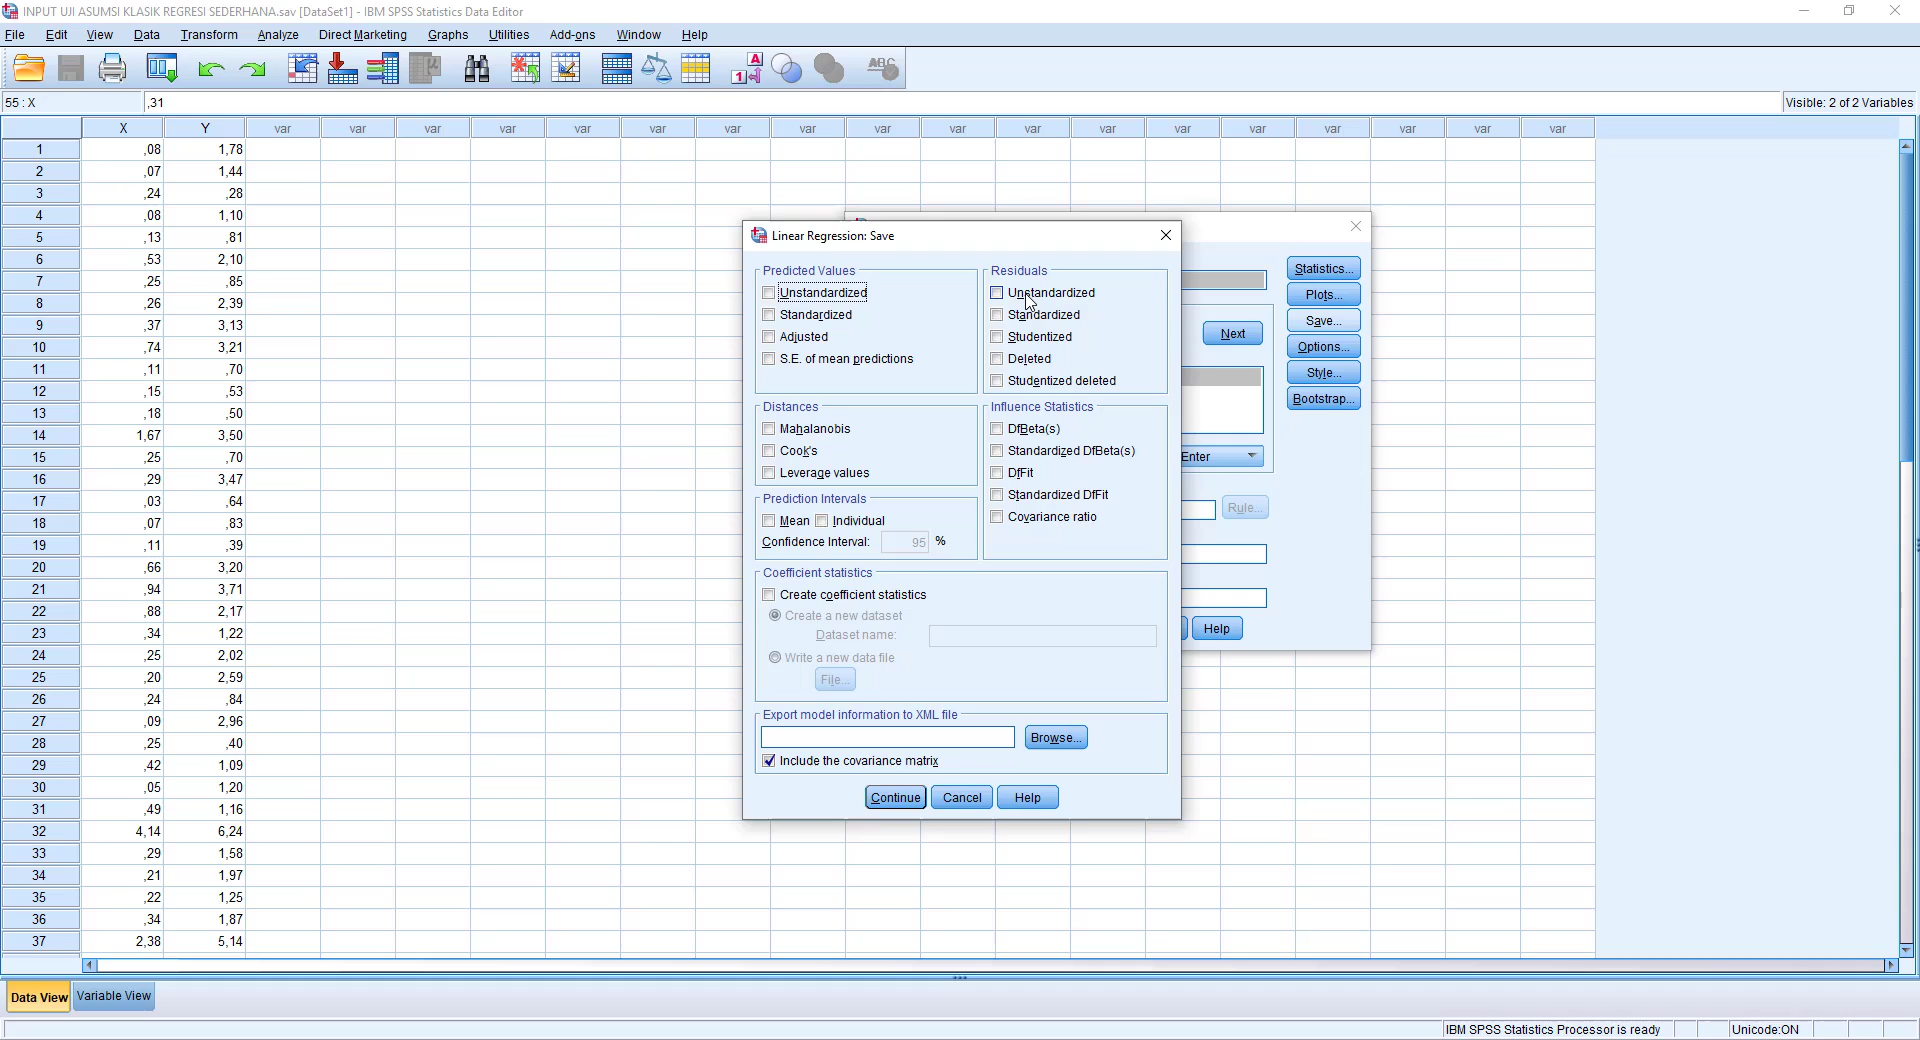 INPUT UJI ASUMSI KLASIK REGRESI SEDERHANA.sav [DataSet1] - IBM SPSS Statistics Data Editor
File Edit View Data Transform Analyze Direct Marketing Graphs Utilities Add-ons Window Help
55 : X ,31 Visible: 2 of 2 Variables
X Y var var var var var var var var var var var var var var var var var var
1 ,08 1,78
2 ,07 1,44
3 ,24 ,28
4 ,08 1,10
5 ,13 ,81
6 ,53 2,10
7 ,25 ,85
8 ,26 2,39
9 ,37 3,13
10 ,74 3,21
11 ,11 ,70
12 ,15 ,53
13 ,18 ,50
14 1,67 3,50
15 ,25 ,70
16 ,29 3,47
17 ,03 ,64
18 ,07 ,83
19 ,11 ,39
20 ,66 3,20
21 ,94 3,71
22 ,88 2,17
23 ,34 1,22
24 ,25 2,02
25 ,20 2,59
26 ,24 ,84
27 ,09 2,96
28 ,25 ,40
29 ,42 1,09
30 ,05 1,20
31 ,49 1,16
32 4,14 6,24
33 ,29 1,58
34 ,21 1,97
35 ,22 1,25
36 ,34 1,87
37 2,38 5,14
Linear Regression: Save
Predicted Values
Unstandardized
Standardized
Adjusted
S.E. of mean predictions
Residuals
Unstandardized
Standardized
Studentized
Deleted
Studentized deleted
Distances
Mahalanobis
Cook's
Leverage values
Influence Statistics
DfBeta(s)
Standardized DfBeta(s)
DfFit
Standardized DfFit
Covariance ratio
Prediction Intervals
Mean Individual
Confidence Interval: 95 %
Coefficient statistics
Create coefficient statistics
Create a new dataset
Dataset name:
Write a new data file
File...
Export model information to XML file
Browse...
Include the covariance matrix
Continue Cancel Help
Statistics...
Plots...
Save...
Options...
Style...
Bootstrap...
Next
Enter
Rule...
Help
Data View Variable View
IBM SPSS Statistics Processor is ready Unicode:ON